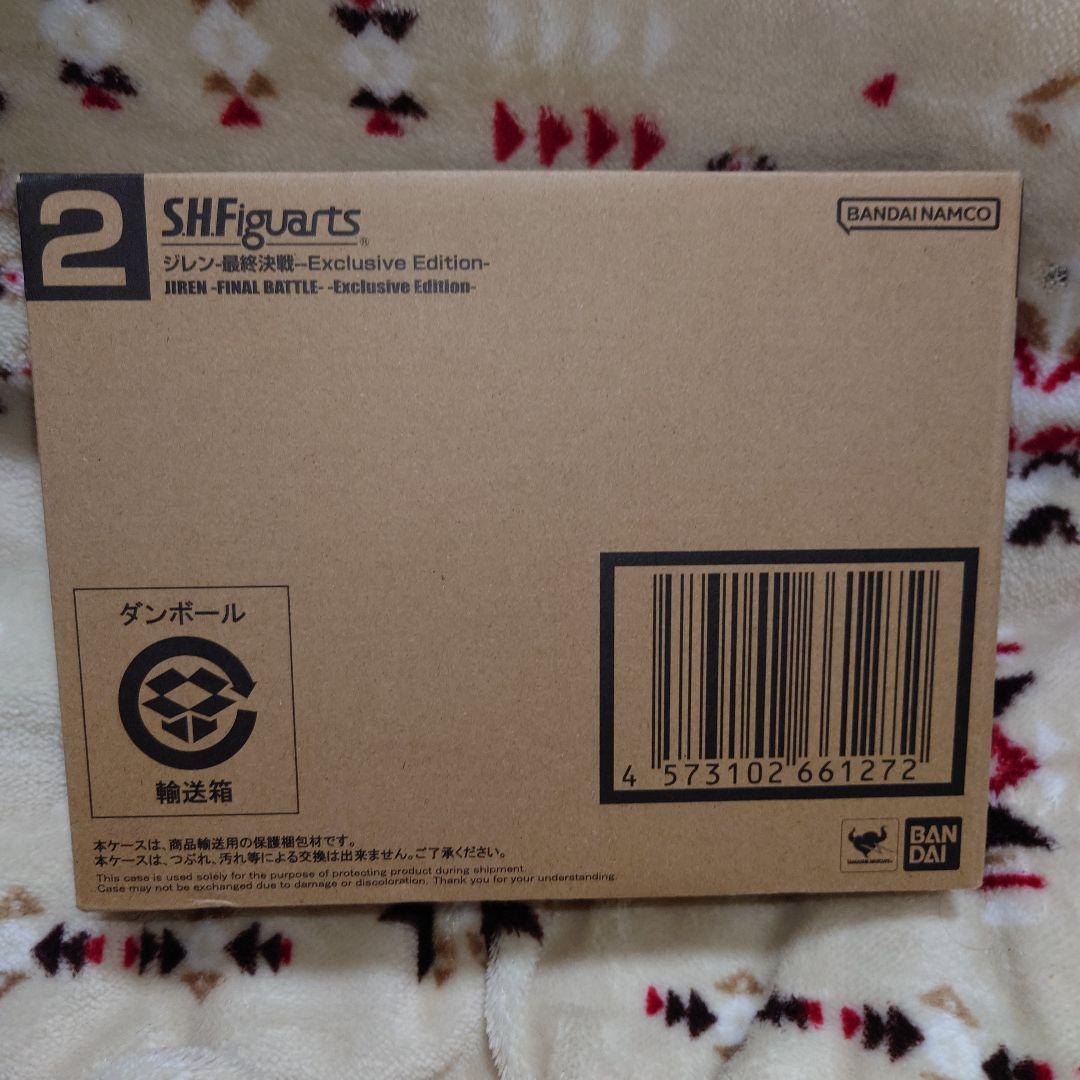 2
S.H.Figuarts®
ジレン-最終決戦--Exclusive Edition-
JIREN -FINAL BATTLE- -Exclusive Edition-
BANDAI NAMCO
ダンボール
輸送箱
4 573102 661272
本ケースは、商品輸送用の保護梱包材です。
本ケースは、つぶれ、汚れ等による交換は出来ません。ご了承ください。
This case is used solely for the purpose of protecting product during shipment.
Case may not be exchanged due to damage or discoloration. Thank you for your understanding.
BAN
DAI